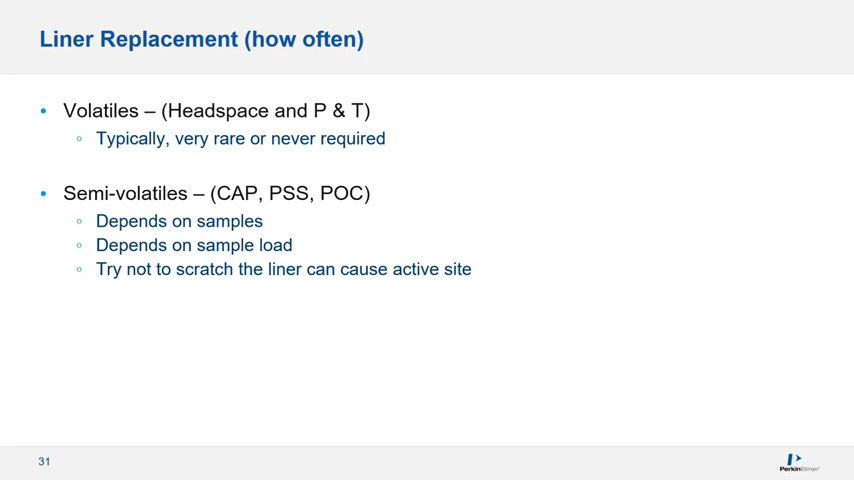 Liner Replacement (how often)
• Volatiles – (Headspace and P & T)
Typically, very rare or never required
• Semi-volatiles – (CAP, PSS, POC)
Depends on samples
Depends on sample load
Try not to scratch the liner can cause active site
31
PerkinElmer